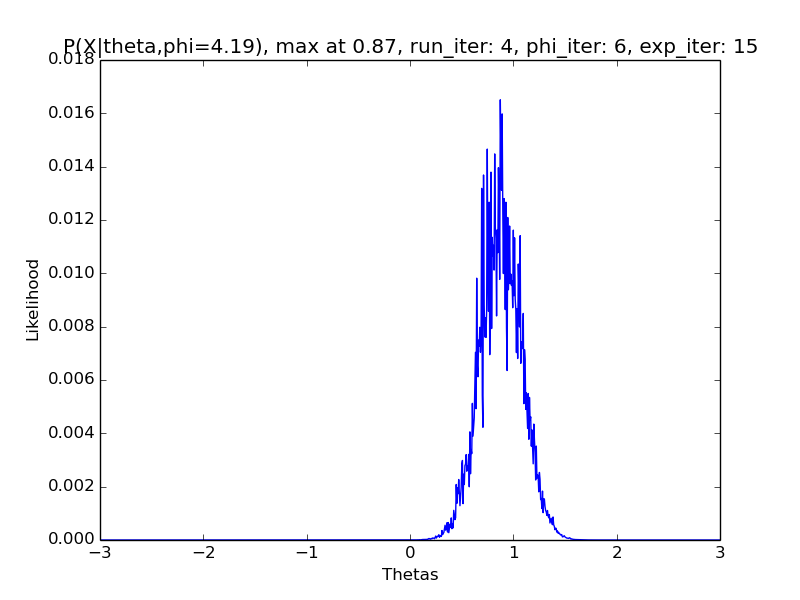 P(X|theta,phi=4.19), max at 0.87, run_iter: 4, phi_iter: 6, exp_iter: 15
0.018
0.016
0.014
0.012
0.010
0.008
0.006
0.004
0.002
0.000
Likelihood
−3 −2 −1 0 1 2 3
Thetas